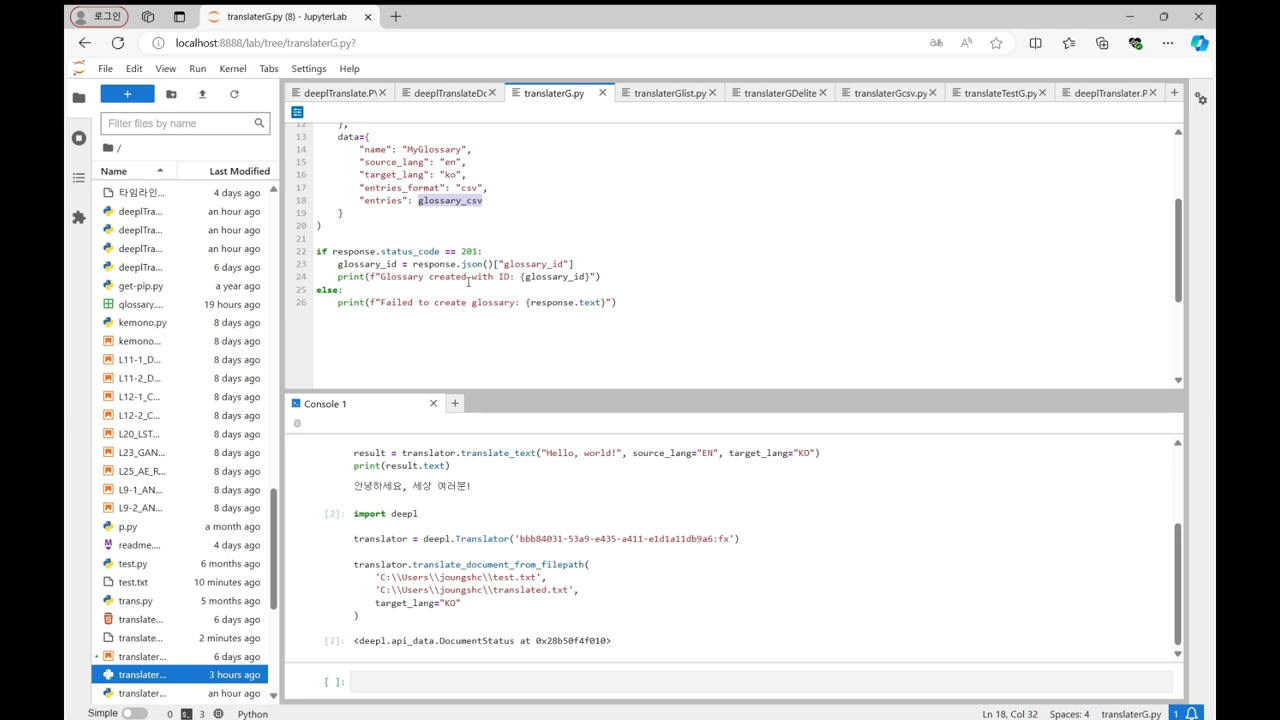 로그인
translaterG.py (8) - JupyterLab
localhost:8888/lab/tree/translaterG.py?
File Edit View Run Kernel Tabs Settings Help
Filter files by name
/
Name Last Modified
타임라인... 4 days ago
deeplTra... an hour ago
deeplTra... an hour ago
deeplTra... an hour ago
deeplTra... 6 days ago
get-pip.py a year ago
glossary.... 19 hours ago
kemono.py 8 days ago
kemono... 8 days ago
L11-1_D... 8 days ago
L11-2_D... 8 days ago
L12-1_C... 8 days ago
L12-2_C... 8 days ago
L20_LST... 8 days ago
L23_GAN... 8 days ago
L25_AE_R... 8 days ago
L9-1_AN... 8 days ago
L9-2_AN... 8 days ago
p.py a month ago
readme.... 4 days ago
test.py 6 months ago
test.txt 10 minutes ago
trans.py 5 months ago
translate... 6 days ago
translate... 2 minutes ago
translater... 6 days ago
translater... 3 hours ago
translater... an hour ago
deeplTranslate.P
deeplTranslateDc
translaterG.py
translaterGlist.py
translaterGDelite
translaterGcsv.py
translateTestG.py
deeplTranslater.P
12 },
13 data={
14 "name": "MyGlossary",
15 "source_lang": "en",
16 "target_lang": "ko",
17 "entries_format": "csv",
18 "entries": glossary_csv
19 }
20 )
21
22 if response.status_code == 201:
23 glossary_id = response.json()["glossary_id"]
24 print(f"Glossary created with ID: {glossary_id}")
25 else:
26 print(f"Failed to create glossary: {response.text}")
Console 1
result = translator.translate_text("Hello, world!", source_lang="EN", target_lang="KO")
print(result.text)
안녕하세요, 세상 여러분!
[2]: import deepl
translator = deepl.Translator('bbb84031-53a9-e435-a411-e1d1a11db9a6:fx')
translator.translate_document_from_filepath(
'C:\\Users\\joungshc\\test.txt',
'C:\\Users\\joungshc\\translated.txt',
target_lang="KO"
)
[2]: <deepl.api_data.DocumentStatus at 0x28b50f4f010>
[ ]:
Simple 0 3 Python Ln 18, Col 32 Spaces: 4 translaterG.py 1